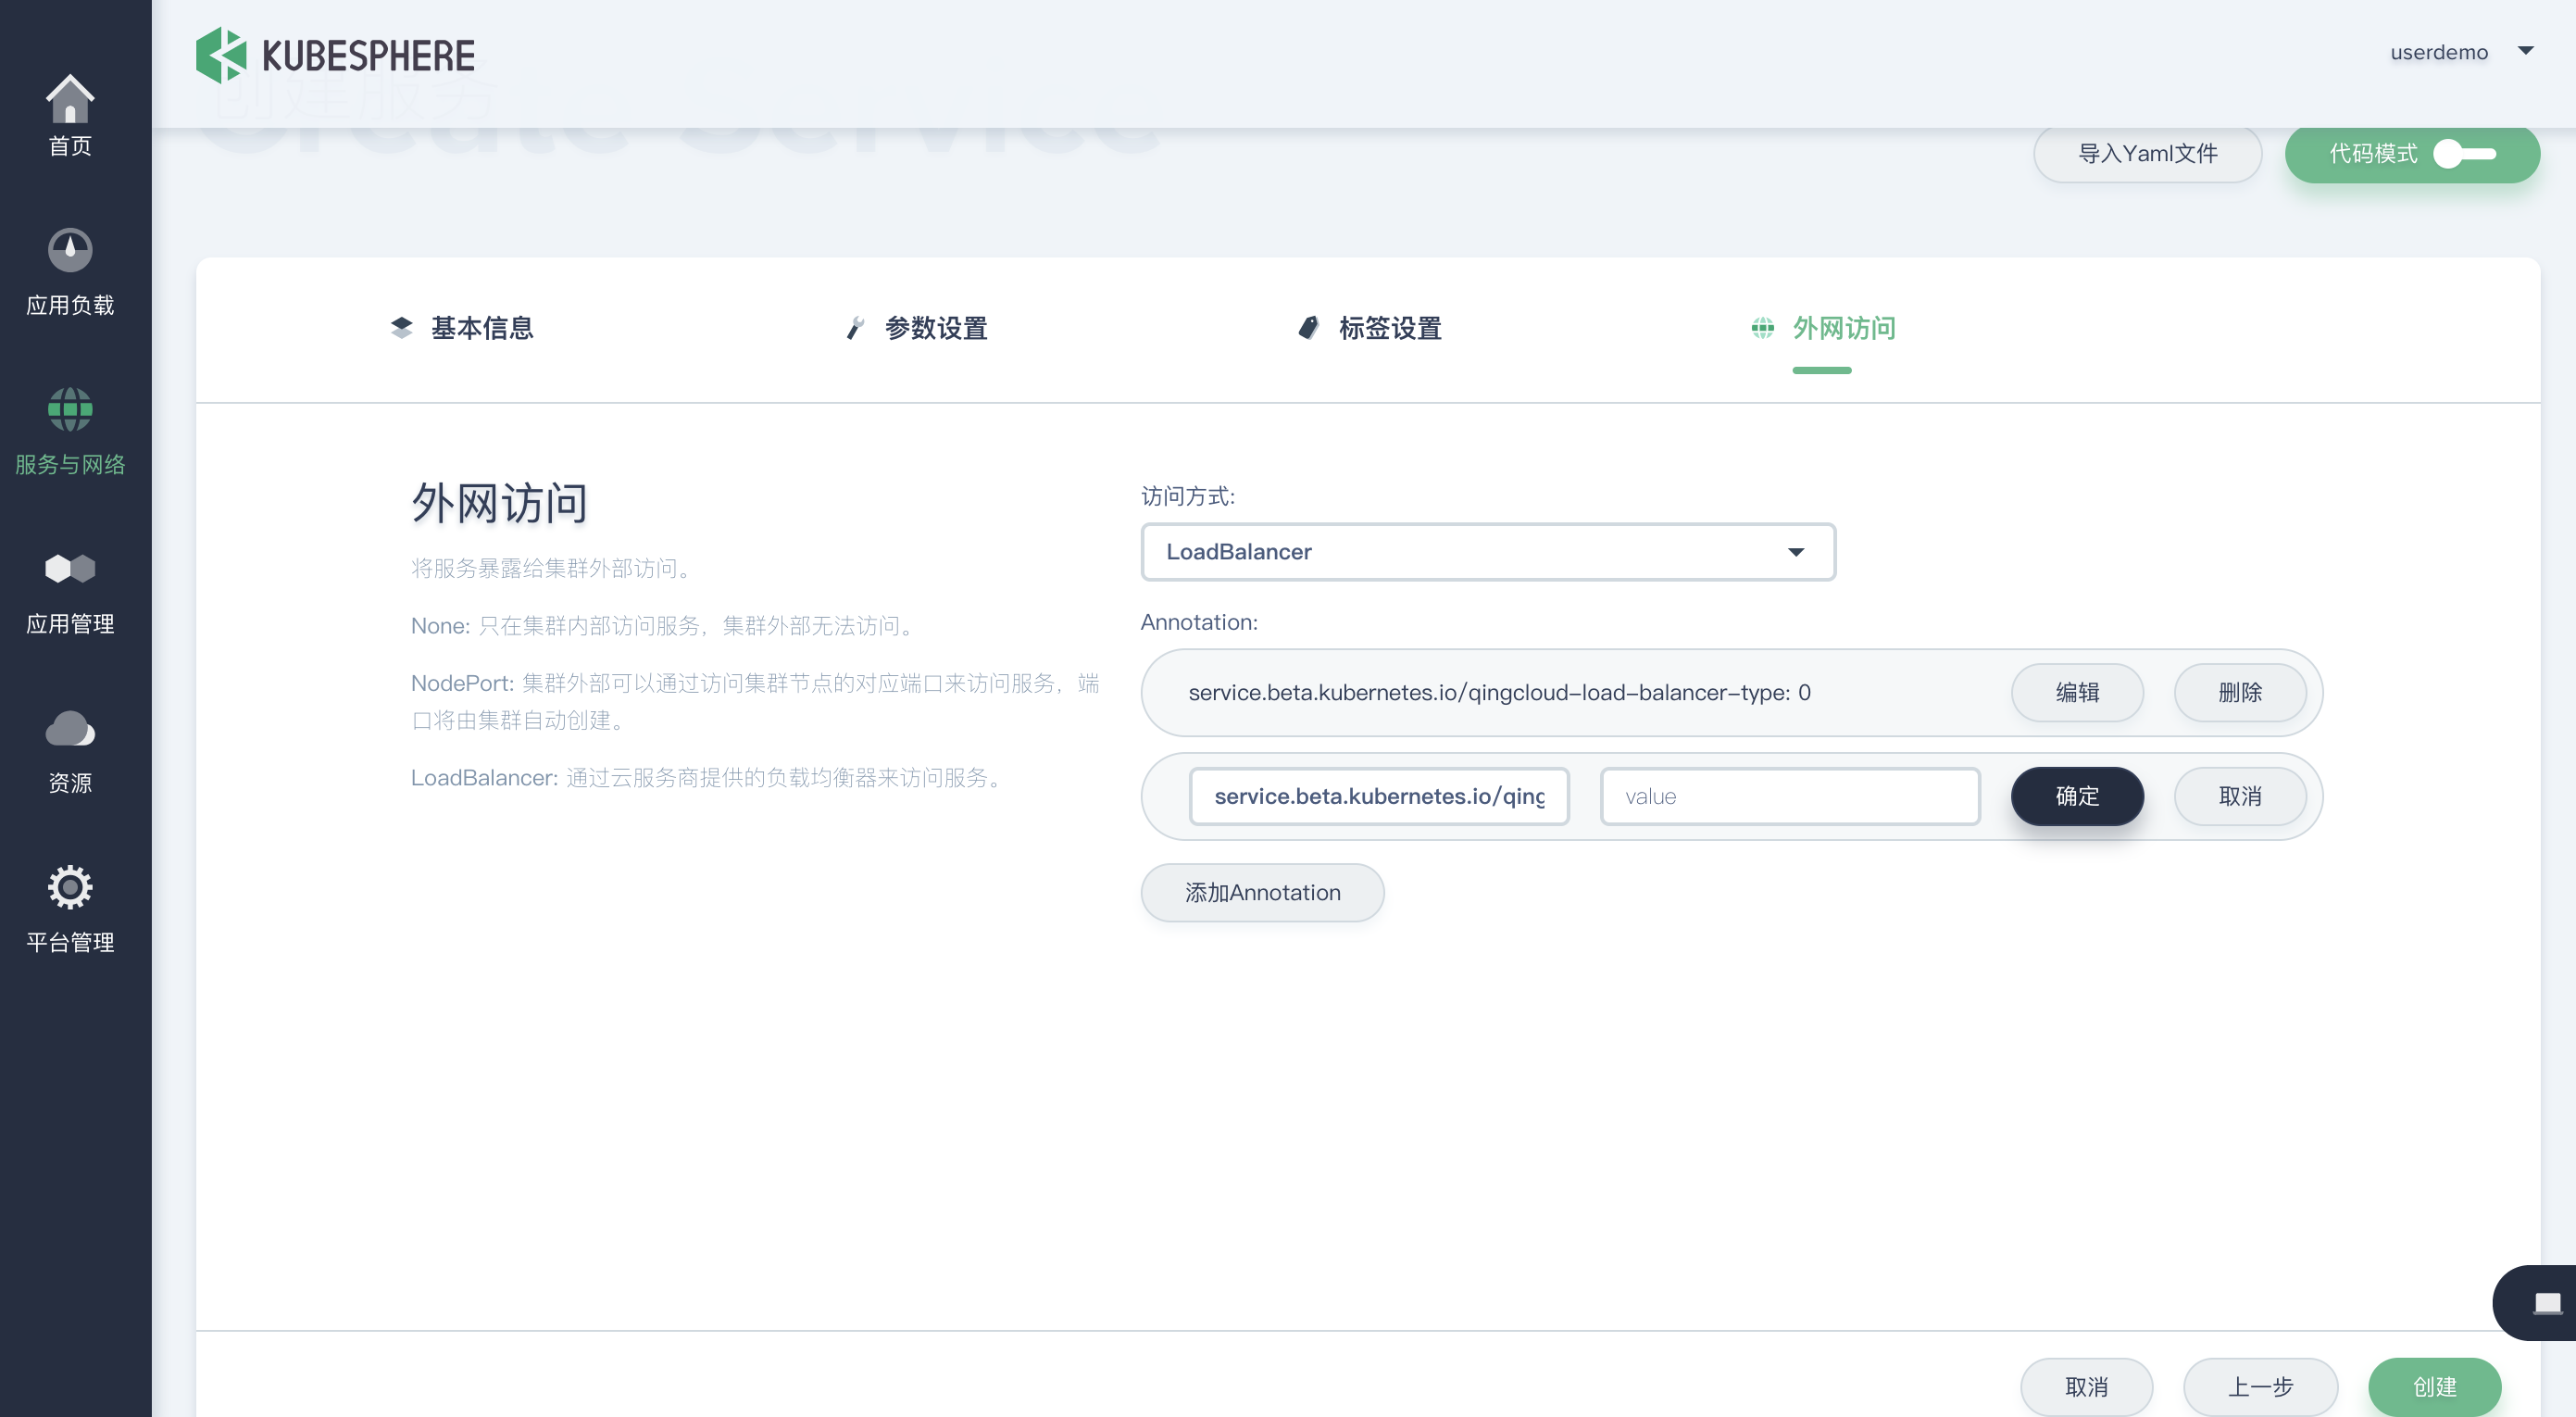 KUBESPHERE
userdemo
创建服务
Create Service
导入Yaml文件
代码模式
首页
应用负载
服务与网络
应用管理
资源
平台管理
基本信息
参数设置
标签设置
外网访问
外网访问
将服务暴露给集群外部访问。
None: 只在集群内部访问服务，集群外部无法访问。
NodePort: 集群外部可以通过访问集群节点的对应端口来访问服务，端
口将由集群自动创建。
LoadBalancer: 通过云服务商提供的负载均衡器来访问服务。
访问方式:
LoadBalancer
Annotation:
service.beta.kubernetes.io/qingcloud-load-balancer-type: 0
编辑
删除
service.beta.kubernetes.io/qing
value
确定
取消
添加Annotation
取消
上一步
创建